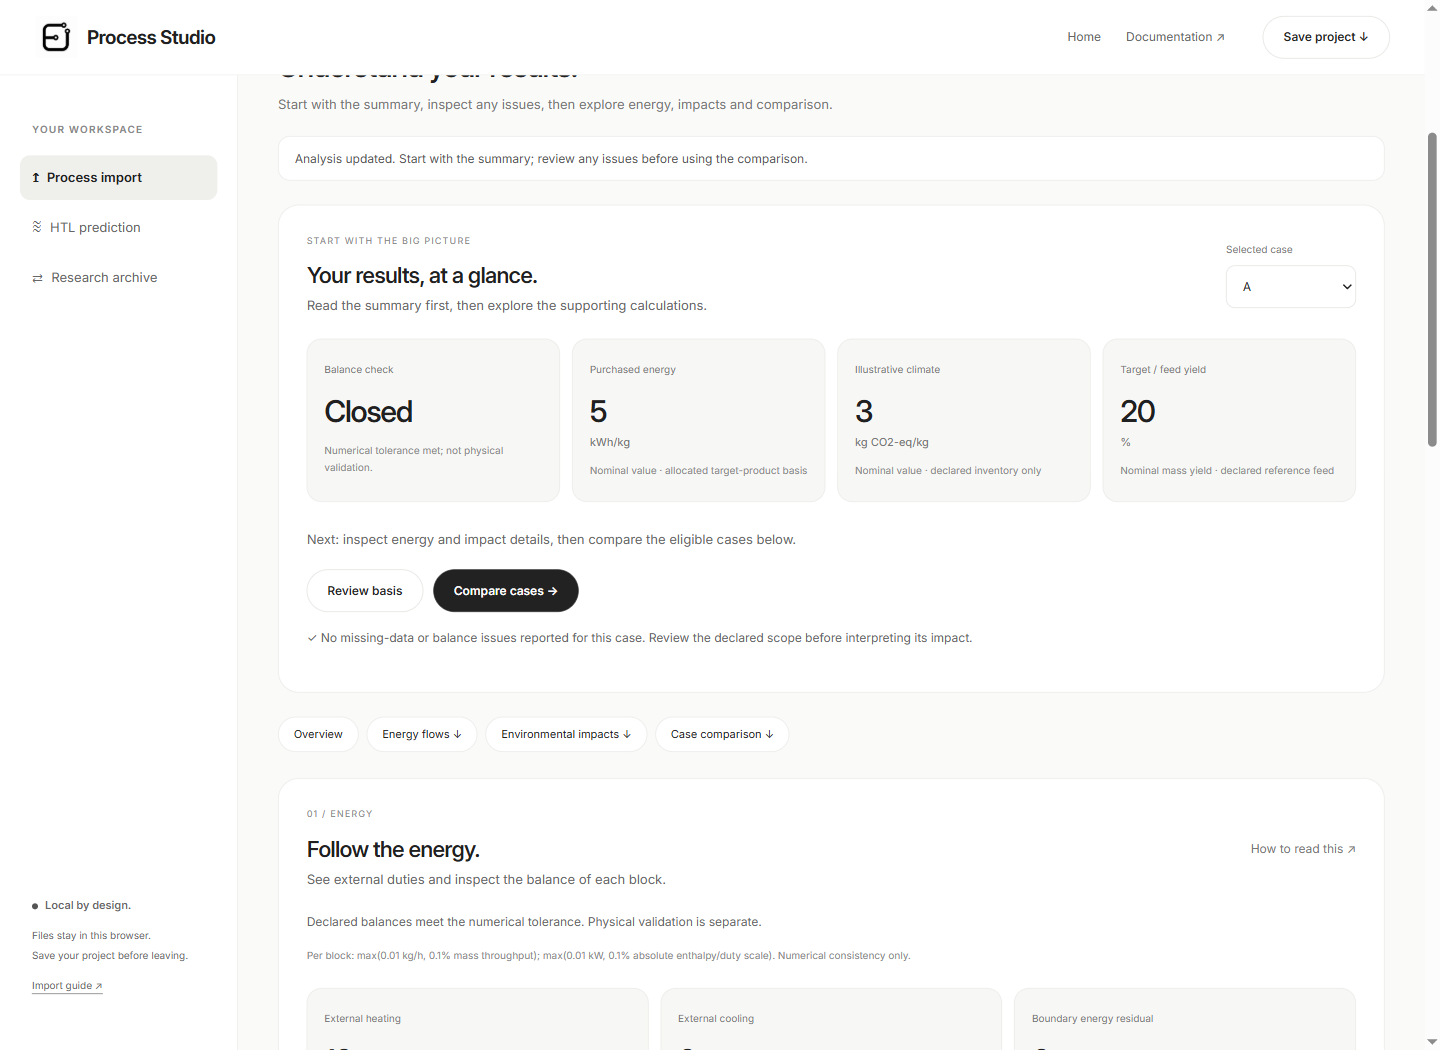 Process Studio
Home
Documentation ↗
Save project ↓
YOUR WORKSPACE
Process import
HTL prediction
Research archive
Local by design.
Files stay in this browser.
Save your project before leaving.
Import guide ↗
Understand your results.
Start with the summary, inspect any issues, then explore energy, impacts and comparison.
Analysis updated. Start with the summary; review any issues before using the comparison.
START WITH THE BIG PICTURE
Your results, at a glance.
Read the summary first, then explore the supporting calculations.
Selected case
A
Balance check
Closed
Numerical tolerance met; not physical
validation.
Purchased energy
5
kWh/kg
Nominal value · allocated target-product basis
Illustrative climate
3
kg CO2-eq/kg
Nominal value · declared inventory only
Target / feed yield
20
%
Nominal mass yield · declared reference feed
Next: inspect energy and impact details, then compare the eligible cases below.
Review basis
Compare cases →
✓ No missing-data or balance issues reported for this case. Review the declared scope before interpreting its impact.
Overview
Energy flows ↓
Environmental impacts ↓
Case comparison ↓
01 / ENERGY
Follow the energy.
How to read this ↗
See external duties and inspect the balance of each block.
Declared balances meet the numerical tolerance. Physical validation is separate.
Per block: max(0.01 kg/h, 0.1% mass throughput); max(0.01 kW, 0.1% absolute enthalpy/duty scale). Numerical consistency only.
External heating
External cooling
Boundary energy residual